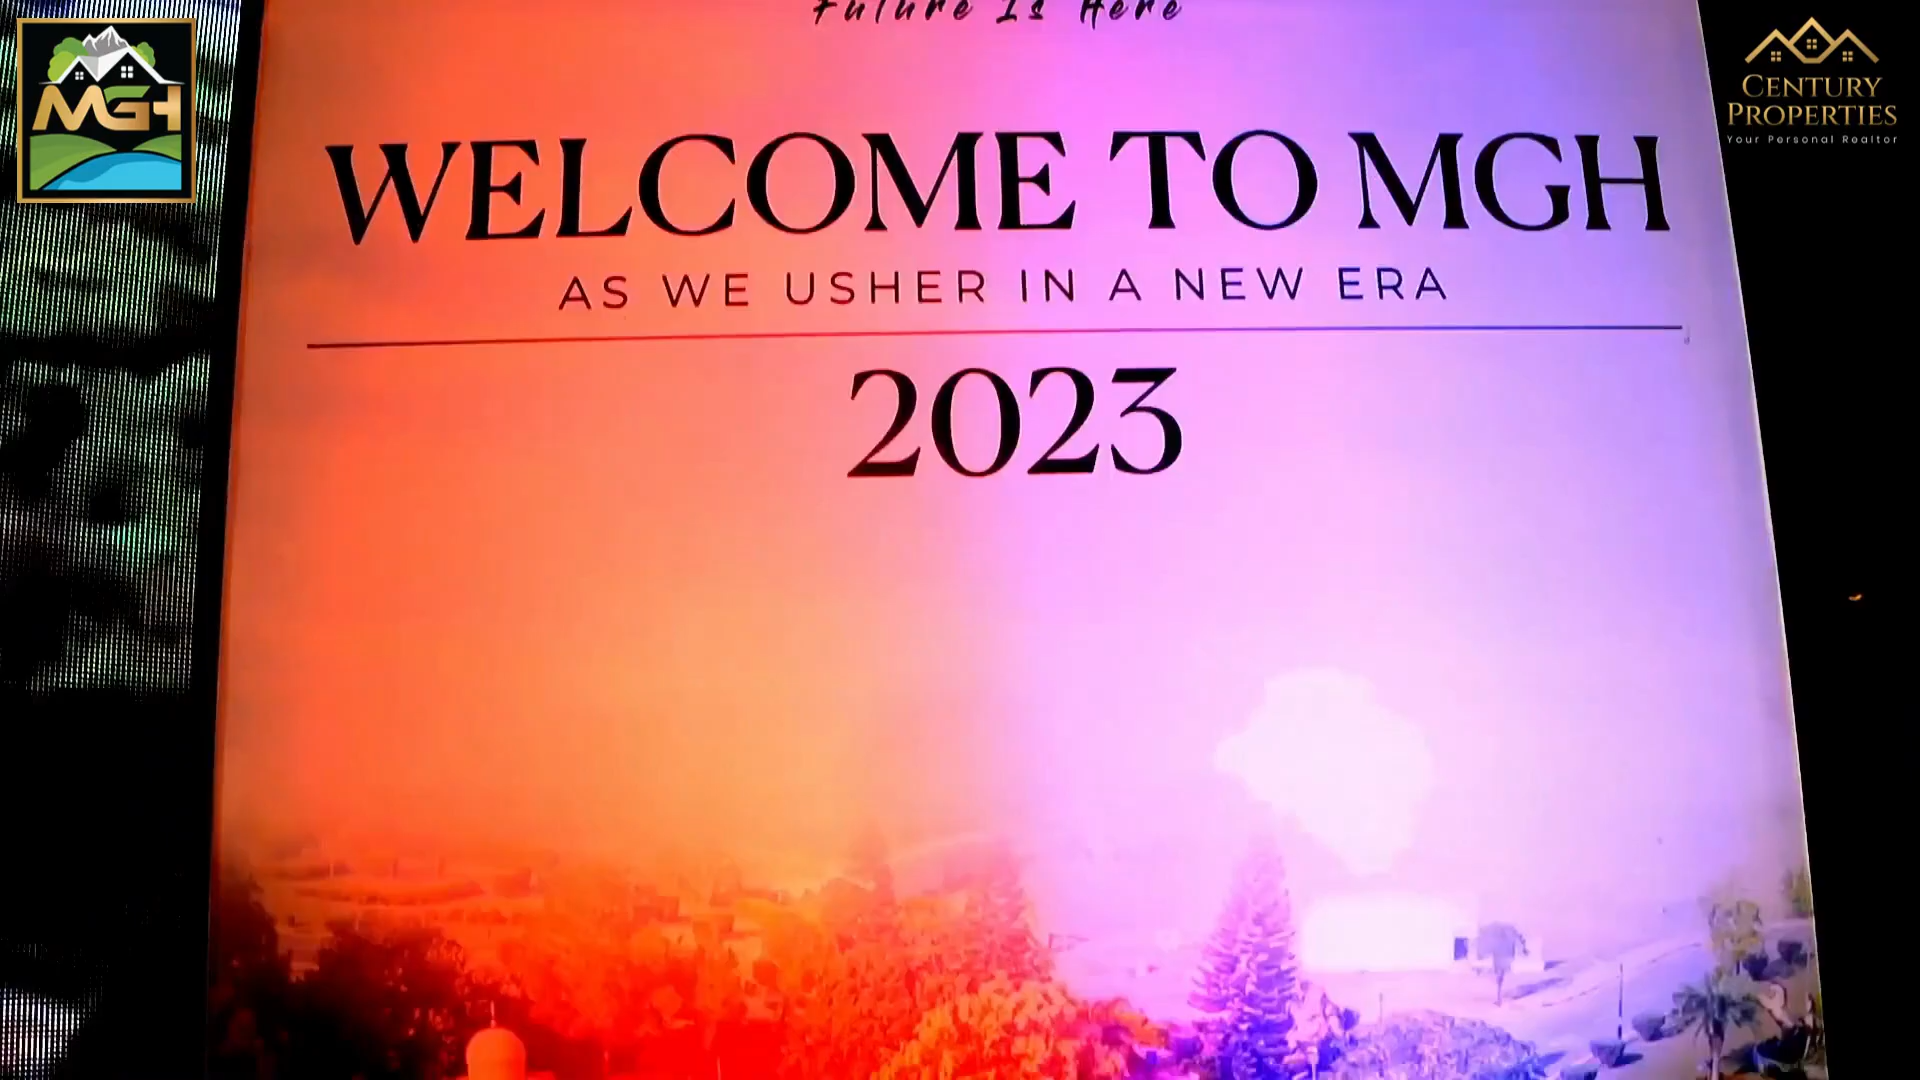 Future Is Here
MGH
CENTURY
PROPERTIES
Your Personal Realtor
WELCOME TO MGH
AS WE USHER IN A NEW ERA
2023